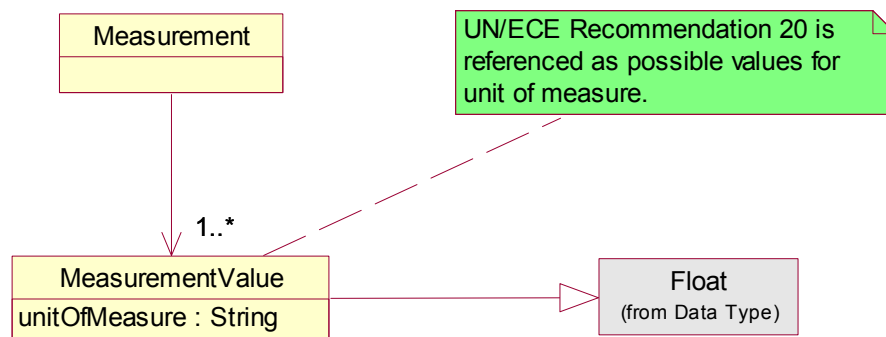 Measurement
UN/ECE Recommendation 20 is
referenced as possible values for
unit of measure.
1..*
MeasurementValue
unitOfMeasure : String
Float
(from Data Type)